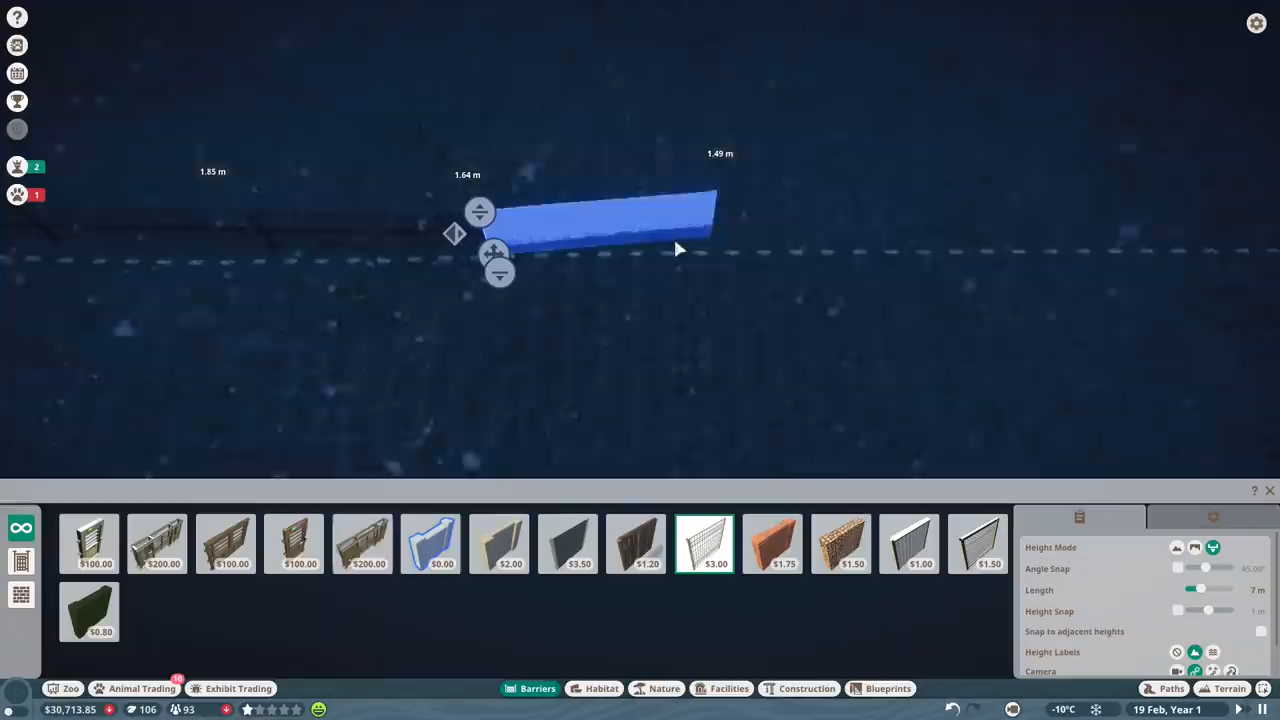 ?
2
1
1.85 m
1.64 m
1.49 m
?
$100.00
$200.00
$100.00
$100.00
$200.00
$0.00
$2.00
$3.50
$1.20
$3.00
$1.75
$1.50
$1.00
$1.50
$0.80
Height Mode
Angle Snap 45.00°
Length 7 m
Height Snap 1 m
Snap to adjacent heights
Height Labels
Camera
Zoo
Animal Trading
10
Exhibit Trading
Barriers
Habitat
Nature
Facilities
Construction
Blueprints
Paths
Terrain
$30,713.85
106
93
-10°C
19 Feb, Year 1